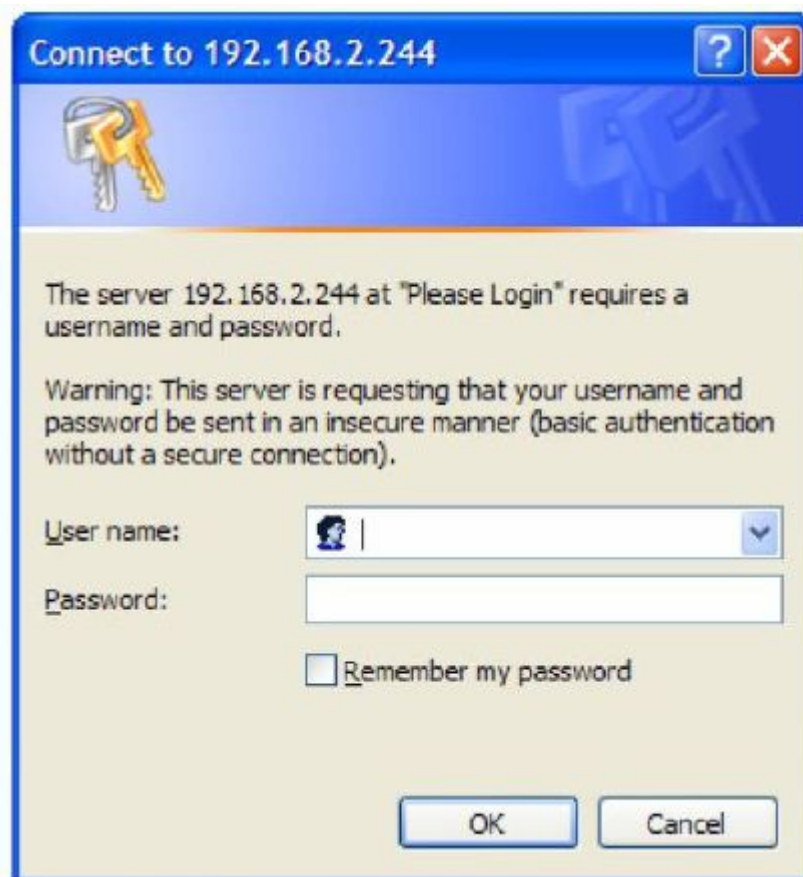 Connect to 192.168.2.244
?
The server 192.168.2.244 at "Please Login" requires a
username and password.
Warning: This server is requesting that your username and
password be sent in an insecure manner (basic authentication
without a secure connection).
User name:
Password:
Remember my password
OK Cancel